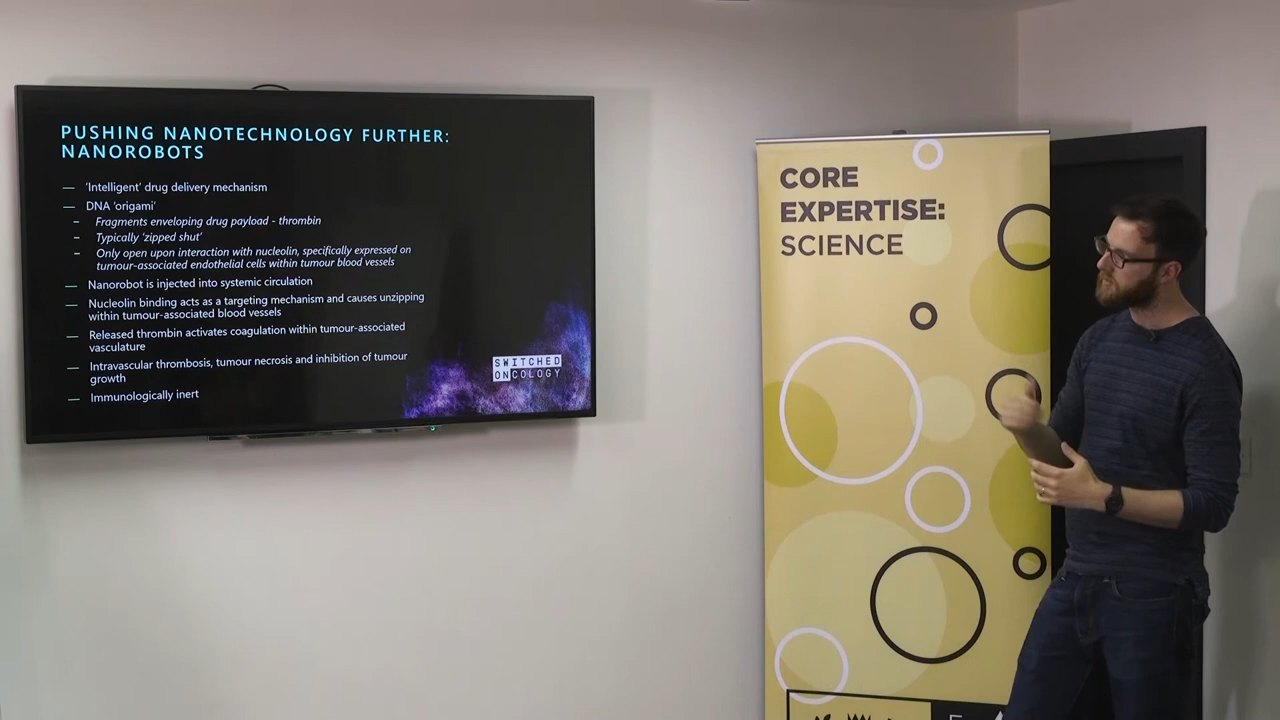 PUSHING NANOTECHNOLOGY FURTHER:
NANOROBOTS
— 'Intelligent' drug delivery mechanism
— DNA 'origami'
– Fragments enveloping drug payload - thrombin
– Typically 'zipped shut'
– Only open upon interaction with nucleolin, specifically expressed on
tumour-associated endothelial cells within tumour blood vessels
— Nanorobot is injected into systemic circulation
— Nucleolin binding acts as a targeting mechanism and causes unzipping
within tumour-associated blood vessels
— Released thrombin activates coagulation within tumour-associated
vasculature
— Intravascular thrombosis, tumour necrosis and inhibition of tumour
growth
— Immunologically inert
SWITCHED
ONCOLOGY
CORE
EXPERTISE:
SCIENCE